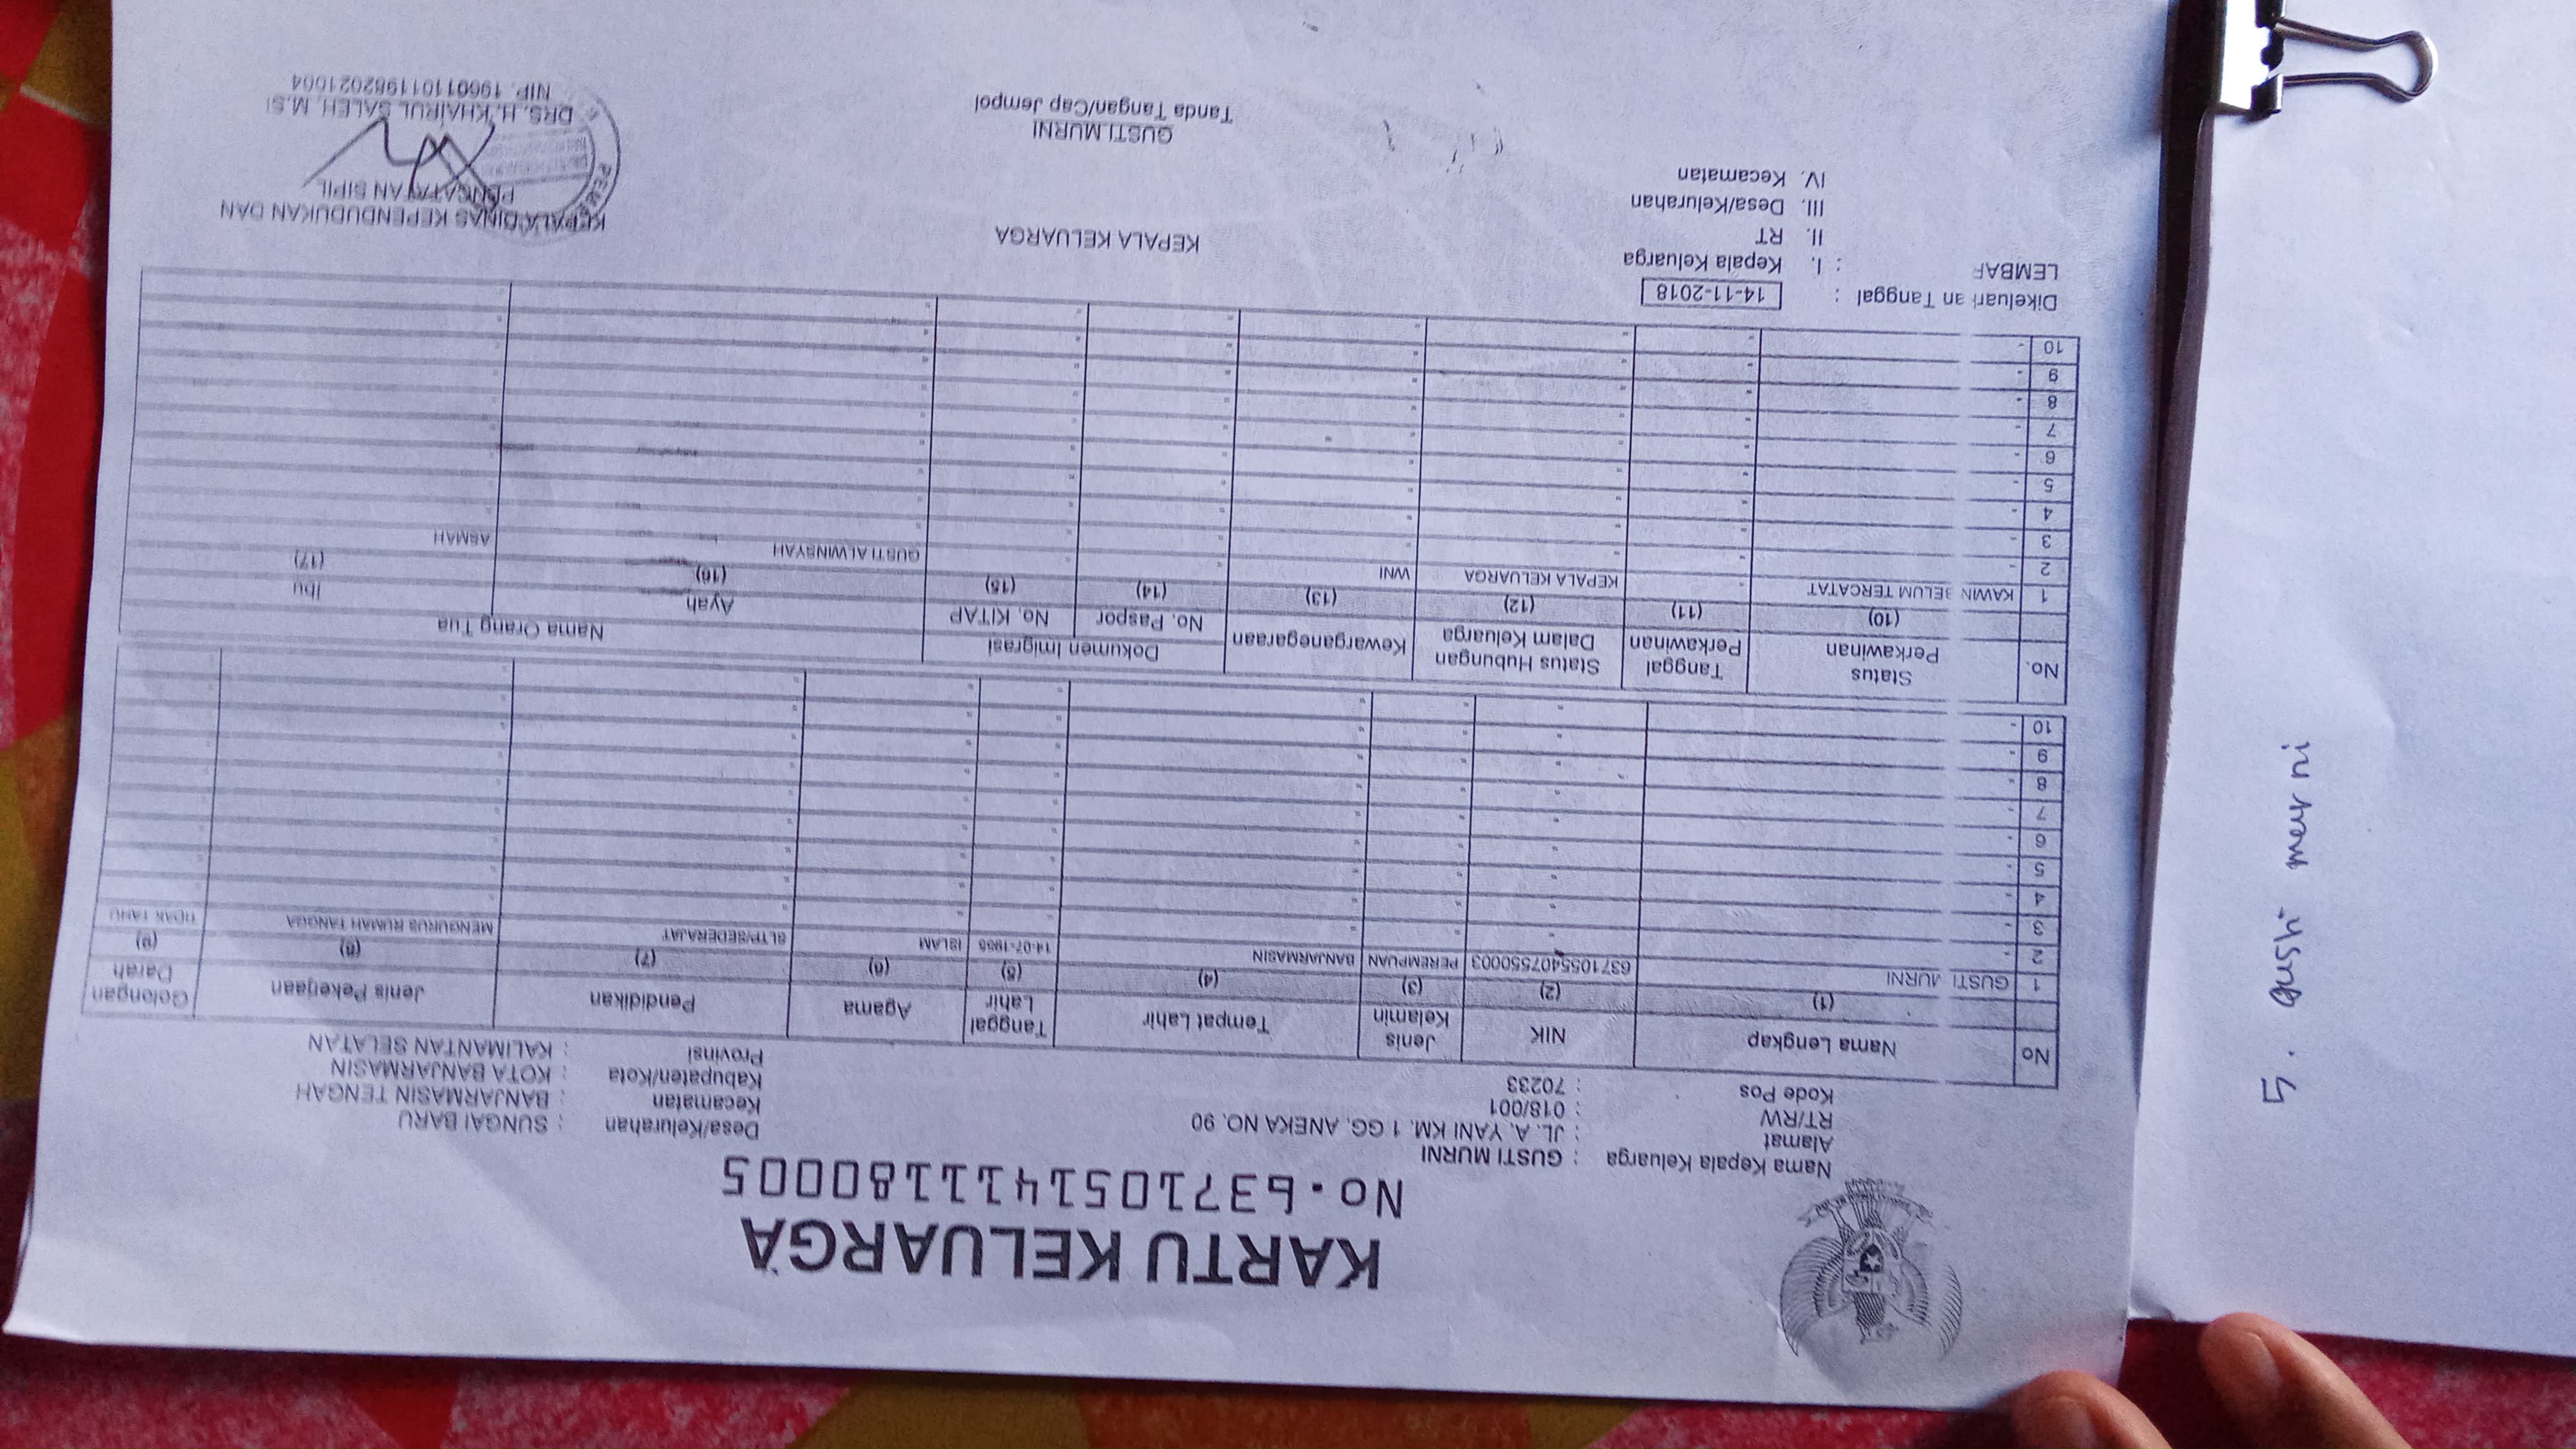 KARTU KELUARGA
No. 6371051411180005
Nama Kepala Keluarga : GUSTI MURNI
Alamat : JL. A. YANI KM. 1 GG. ANEKA NO. 90
RT/RW : 018/001
Kode Pos : 70233
Desa/Kelurahan : SUNGAI BARU
Kecamatan : BANJARMASIN TENGAH
Kabupaten/Kota : KOTA BANJARMASIN
Provinsi : KALIMANTAN SELATAN
No Nama Lengkap NIK Jenis Kelamin Tempat Lahir Tanggal Lahir Agama Pendidikan Jenis Pekerjaan Golongan Darah
(1) (2) (3) (4) (5) (6) (7) (8) (9)
1 GUSTI MURNI 6371055407550003 PEREMPUAN BANJARMASIN 14-07-1955 ISLAM SLTP/SEDERAJAT MENGURUS RUMAH TANGGA TIDAK TAHU
2 - - - - - - - - -
3 - - - - - - - - -
4 - - - - - - - - -
5 - - - - - - - - -
6 - - - - - - - - -
7 - - - - - - - - -
8 - - - - - - - - -
9 - - - - - - - - -
10 - - - - - - - - -
No. Status Perkawinan Tanggal Perkawinan Status Hubungan Dalam Keluarga Kewarganegaraan Dokumen Imigrasi Nama Orang Tua
No. Paspor No. KITAP Ayah Ibu
(10) (11) (12) (13) (14) (15) (16) (17)
1 KAWIN BELUM TERCATAT - KEPALA KELUARGA WNI - - GUSTI ALWINSYAH ASMAH
2 - - - - - - - -
3 - - - - - - - -
4 - - - - - - - -
5 - - - - - - - -
6 - - - - - - - -
7 - - - - - - - -
8 - - - - - - - -
9 - - - - - - - -
10 - - - - - - - -
Dikeluarkan Tanggal : 14-11-2018
LEMBAR : I. Kepala Keluarga
II. RT
III. Desa/Kelurahan
IV. Kecamatan
KEPALA KELUARGA
GUSTI MURNI
Tanda Tangan/Cap Jempol
KEPALA DINAS KEPENDUDUKAN DAN
PENCATATAN SIPIL
DRS. H. KHAIRUL SALEH, M.SI
NIP. 196011011982021004
5. Gusti murni